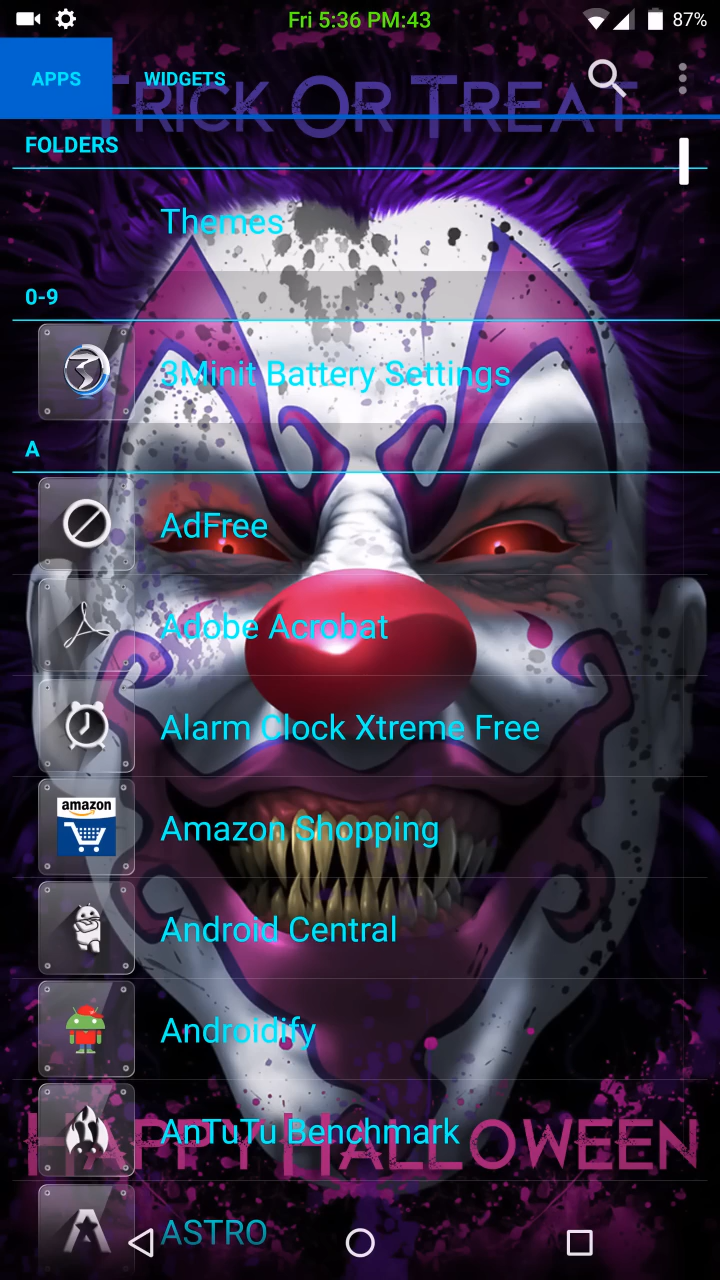 Fri 5:36 PM:43
87%
APPS WIDGETS
TRICK OR TREAT
FOLDERS
Themes
0-9
3Minit Battery Settings
A
AdFree
Adobe Acrobat
Alarm Clock Xtreme Free
amazon
Amazon Shopping
Android Central
Androidify
AnTuTu Benchmark
HAPPY HALLOWEEN
ASTRO